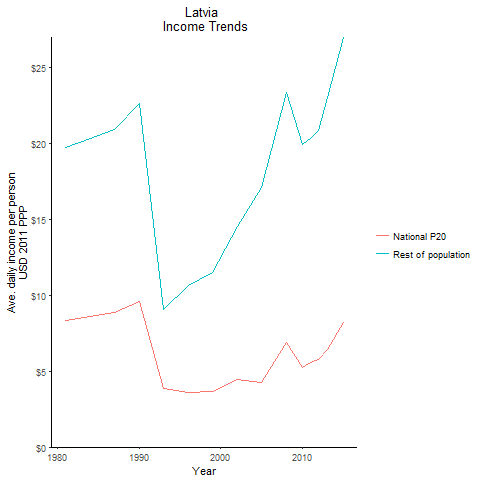 Latvia
Income Trends
$25
$20
$15
$10
$5
$0
Ave. daily income per person
USD 2011 PPP
1980
1990
2000
2010
Year
National P20
Rest of population